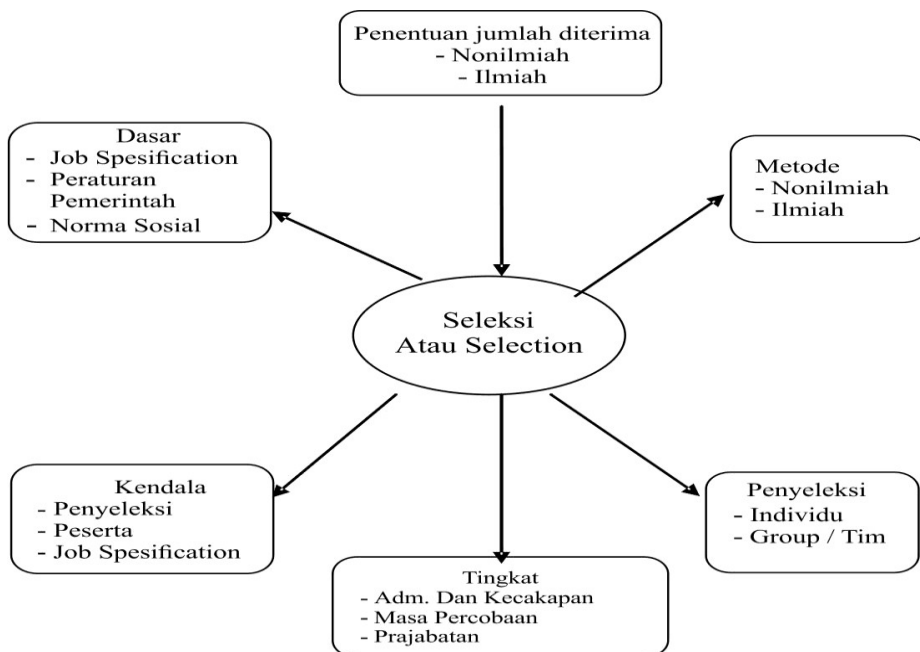 Penentuan jumlah diterima
- Nonilmiah
- Ilmiah
Dasar
- Job Spesification
- Peraturan
Pemerintah
- Norma Sosial
Metode
- Nonilmiah
- Ilmiah
Seleksi
Atau Selection
Kendala
- Penyeleksi
- Peserta
- Job Spesification
Penyeleksi
- Individu
- Group / Tim
Tingkat
- Adm. Dan Kecakapan
- Masa Percobaan
- Prajabatan